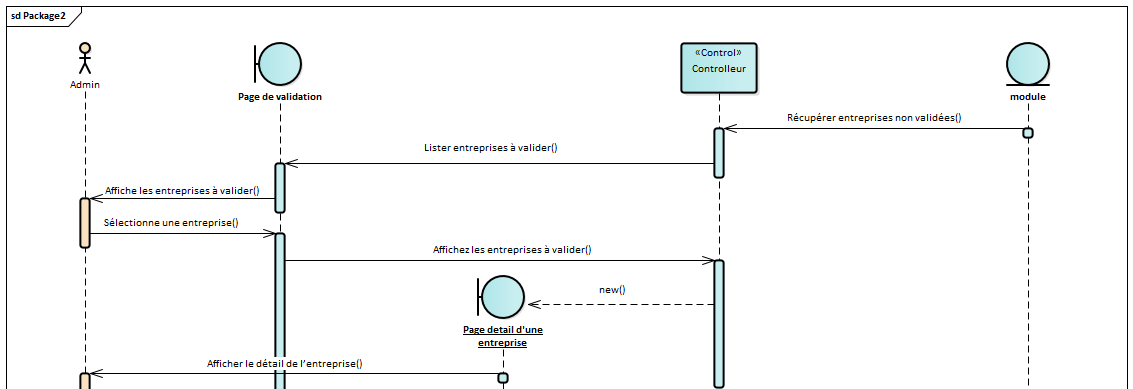 sd Package2
«Control»
Controlleur
Admin
Page de validation
module
Récupérer entreprises non validées()
Lister entreprises à valider()
Affiche les entreprises à valider()
Sélectionne une entreprise()
Affichez les entreprises à valider()
new()
Page detail d'une
entreprise
Afficher le détail de l'entreprise()